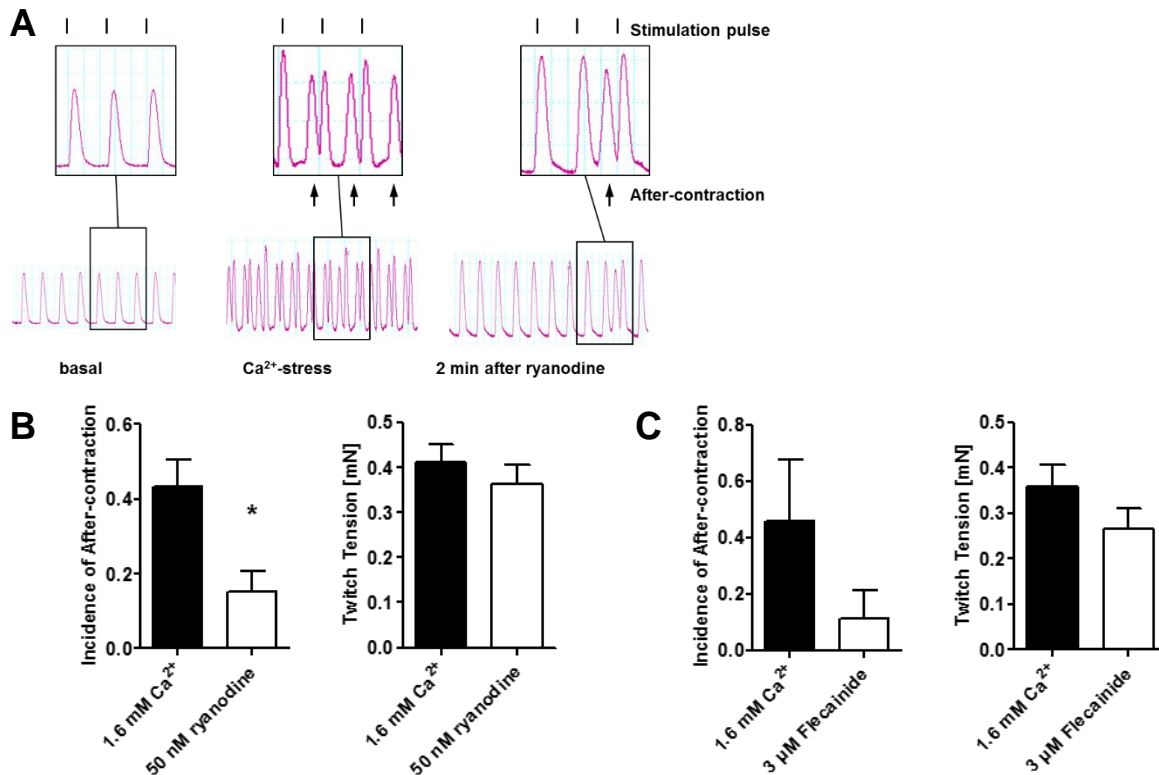 A
Stimulation pulse
After-contraction
basal
Ca²⁺-stress
2 min after ryanodine
B
Incidence of After-contraction
0.6
0.4
0.2
0.0
1.6 mM Ca²⁺
50 nM ryanodine
*
Twitch Tension [mN]
0.5
0.4
0.3
0.2
0.1
0.0
1.6 mM Ca²⁺
50 nM ryanodine
C
Incidence of After-contraction
0.8
0.6
0.4
0.2
0.0
1.6 mM Ca²⁺
3 µM Flecainide
Twitch Tension [mN]
0.5
0.4
0.3
0.2
0.1
0.0
1.6 mM Ca²⁺
3 µM Flecainide